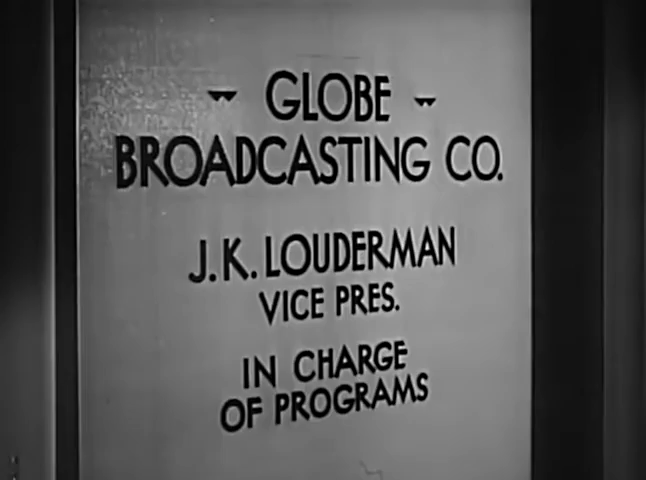 GLOBE
BROADCASTING CO.
J.K. LOUDERMAN
VICE PRES.
IN CHARGE
OF PROGRAMS